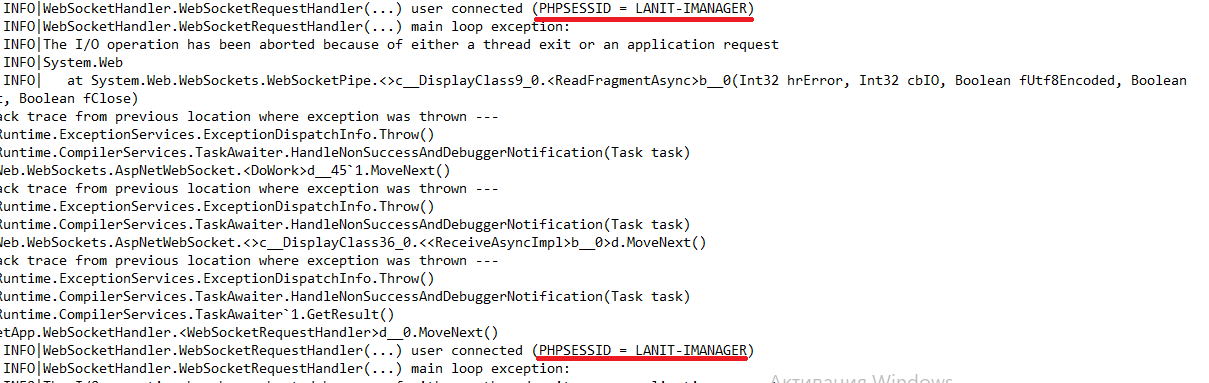 INFO|WebSocketHandler.WebSocketRequestHandler(...) user connected (PHPSESSID = LANIT-IMANAGER)
INFO|WebSocketHandler.WebSocketRequestHandler(...) main loop exception:
INFO|The I/O operation has been aborted because of either a thread exit or an application request
INFO|System.Web
INFO|   at System.Web.WebSockets.WebSocketPipe.<>c__DisplayClass9_0.<ReadFragmentAsync>b__0(Int32 hrError, Int32 cbIO, Boolean fUtf8Encoded, Boolean
t, Boolean fClose)
ack trace from previous location where exception was thrown ---
Runtime.ExceptionServices.ExceptionDispatchInfo.Throw()
Runtime.CompilerServices.TaskAwaiter.HandleNonSuccessAndDebuggerNotification(Task task)
Web.WebSockets.AspNetWebSocket.<DoWork>d__45`1.MoveNext()
ack trace from previous location where exception was thrown ---
Runtime.ExceptionServices.ExceptionDispatchInfo.Throw()
Runtime.CompilerServices.TaskAwaiter.HandleNonSuccessAndDebuggerNotification(Task task)
Web.WebSockets.AspNetWebSocket.<>c__DisplayClass36_0.<<ReceiveAsyncImpl>b__0>d.MoveNext()
ack trace from previous location where exception was thrown ---
Runtime.ExceptionServices.ExceptionDispatchInfo.Throw()
Runtime.CompilerServices.TaskAwaiter.HandleNonSuccessAndDebuggerNotification(Task task)
Runtime.CompilerServices.TaskAwaiter`1.GetResult()
etApp.WebSocketHandler.<WebSocketRequestHandler>d__0.MoveNext()
INFO|WebSocketHandler.WebSocketRequestHandler(...) user connected (PHPSESSID = LANIT-IMANAGER)
INFO|WebSocketHandler.WebSocketRequestHandler(...) main loop exception:
Активация Windows